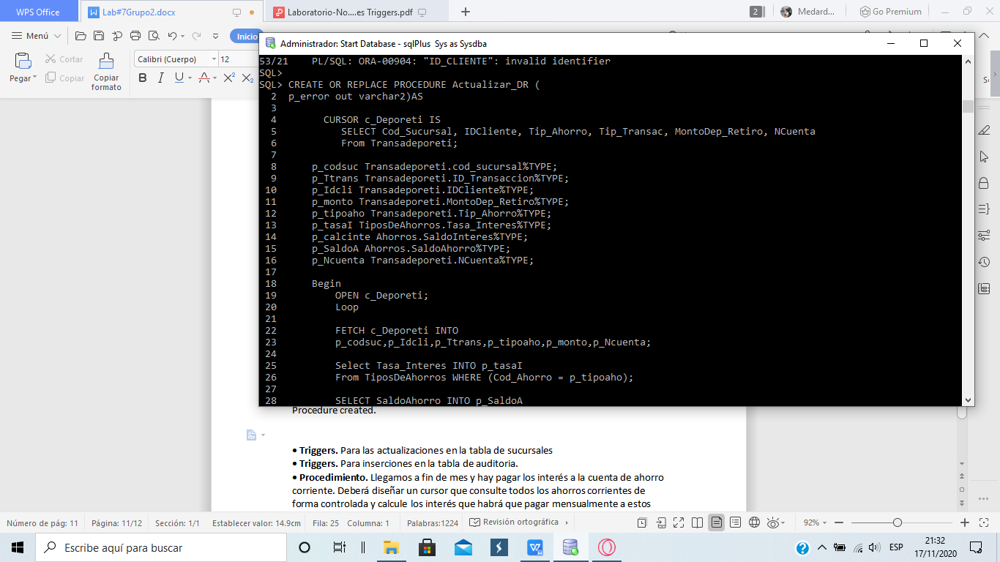 WPS Office
Lab#7Grupo2.docx
Laboratorio-No....es Triggers.pdf
2
Medard...
Go Premium
Menú
Inicio
Pegar
Cortar
Copiar
Copiar
formato
Calibri (Cuerpo)
12
B I U A X² X₂
Administrador: Start Database - sqlPlus Sys as Sysdba
53/21 PL/SQL: ORA-00904: "ID_CLIENTE": invalid identifier
SQL>
SQL> CREATE OR REPLACE PROCEDURE Actualizar_DR (
2 p_error out varchar2)AS
3
4 CURSOR c_Deporeti IS
5 SELECT Cod_Sucursal, IDCliente, Tip_Ahorro, Tip_Transac, MontoDep_Retiro, NCuenta
6 From Transadeporeti;
7
8 p_codsuc Transadeporeti.cod_sucursal%TYPE;
9 p_Ttrans Transadeporeti.ID_Transaccion%TYPE;
10 p_Idcli Transadeporeti.IDCliente%TYPE;
11 p_monto Transadeporeti.MontoDep_Retiro%TYPE;
12 p_tipoaho Transadeporeti.Tip_Ahorro%TYPE;
13 p_tasaI TiposDeAhorros.Tasa_Interes%TYPE;
14 p_calcinte Ahorros.SaldoInteres%TYPE;
15 p_SaldoA Ahorros.SaldoAhorro%TYPE;
16 p_Ncuenta Transadeporeti.NCuenta%TYPE;
17
18 Begin
19 OPEN c_Deporeti;
20 Loop
21
22 FETCH c_Deporeti INTO
23 p_codsuc,p_Idcli,p_Ttrans,p_tipoaho,p_monto,p_Ncuenta;
24
25 Select Tasa_Interes INTO p_tasaI
26 From TiposDeAhorros WHERE (Cod_Ahorro = p_tipoaho);
27
28 SELECT SaldoAhorro INTO p_SaldoA
Procedure created.
• Triggers. Para las actualizaciones en la tabla de sucursales
• Triggers. Para inserciones en la tabla de auditoria.
• Procedimiento. Llegamos a fin de mes y hay pagar los interés a la cuenta de ahorro
corriente. Deberá diseñar un cursor que consulte todos los ahorros corrientes de
forma controlada y calcule los interés que habrá que pagar mensualmente a estos
Número de pág: 11 Página: 11/12 Sección: 1/1 Establecer valor: 14.9cm Fila: 25 Columna: 1 Palabras:1224 Revisión ortográfica 92%
Escribe aquí para buscar
ESP
21:32
17/11/2020